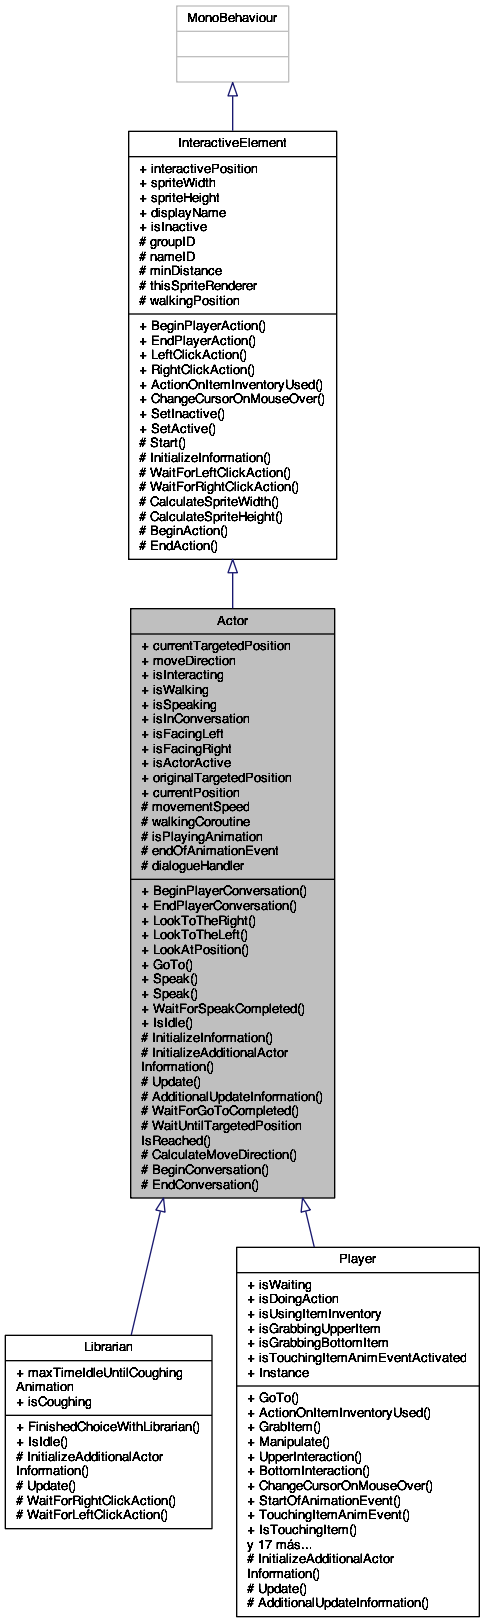 MonoBehaviour
InteractiveElement
+ interactivePosition
+ spriteWidth
+ spriteHeight
+ displayName
+ isInactive
# groupID
# nameID
# minDistance
# thisSpriteRenderer
# walkingPosition
+ BeginPlayerAction()
+ EndPlayerAction()
+ LeftClickAction()
+ RightClickAction()
+ ActionOnItemInventoryUsed()
+ ChangeCursorOnMouseOver()
+ SetInactive()
+ SetActive()
# Start()
# InitializeInformation()
# WaitForLeftClickAction()
# WaitForRightClickAction()
# CalculateSpriteWidth()
# CalculateSpriteHeight()
# BeginAction()
# EndAction()
Actor
+ currentTargetedPosition
+ moveDirection
+ isInteracting
+ isWalking
+ isSpeaking
+ isInConversation
+ isFacingLeft
+ isFacingRight
+ isActorActive
+ originalTargetedPosition
+ currentPosition
# movementSpeed
# walkingCoroutine
# isPlayingAnimation
# endOfAnimationEvent
# dialogueHandler
+ BeginPlayerConversation()
+ EndPlayerConversation()
+ LookToTheRight()
+ LookToTheLeft()
+ LookAtPosition()
+ GoTo()
+ Speak()
+ Speak()
+ WaitForSpeakCompleted()
+ IsIdle()
# InitializeInformation()
# InitializeAdditionalActor
Information()
# Update()
# AdditionalUpdateInformation()
# WaitForGoToCompleted()
# WaitUntilTargetedPosition
IsReached()
# CalculateMoveDirection()
# BeginConversation()
# EndConversation()
Librarian
+ maxTimeIdleUntilCoughing
Animation
+ isCoughing
+ FinishedChoiceWithLibrarian()
+ IsIdle()
# InitializeAdditionalActor
Information()
# Update()
# WaitForRightClickAction()
# WaitForLeftClickAction()
Player
+ isWaiting
+ isDoingAction
+ isUsingItemInventory
+ isGrabbingUpperItem
+ isGrabbingBottomItem
+ isTouchingItemAnimEventActivated
+ Instance
+ GoTo()
+ ActionOnItemInventoryUsed()
+ GrabItem()
+ Manipulate()
+ UpperInteraction()
+ BottomInteraction()
+ ChangeCursorOnMouseOver()
+ StartOfAnimationEvent()
+ TouchingItemAnimEvent()
+ IsTouchingItem()
y 17 más...
# InitializeAdditionalActor
Information()
# Update()
# AdditionalUpdateInformation()